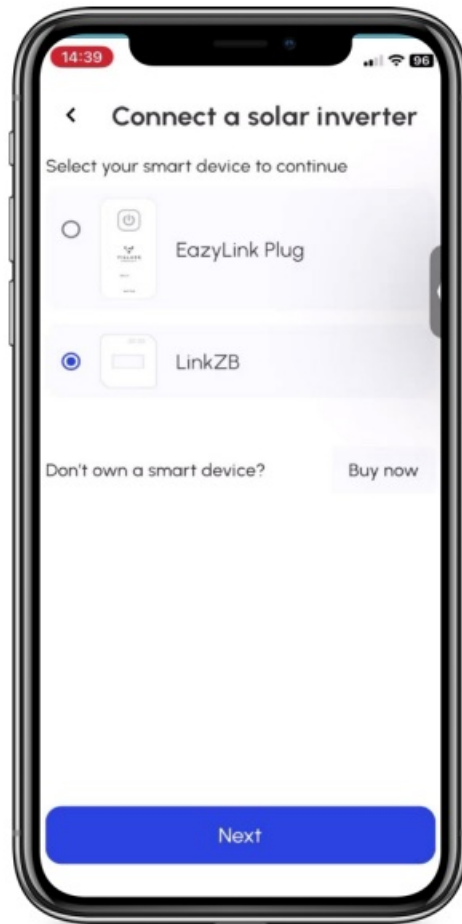 14:39
96
Connect a solar inverter
Select your smart device to continue
EazyLink Plug
LinkZB
Don't own a smart device?
Buy now
Next